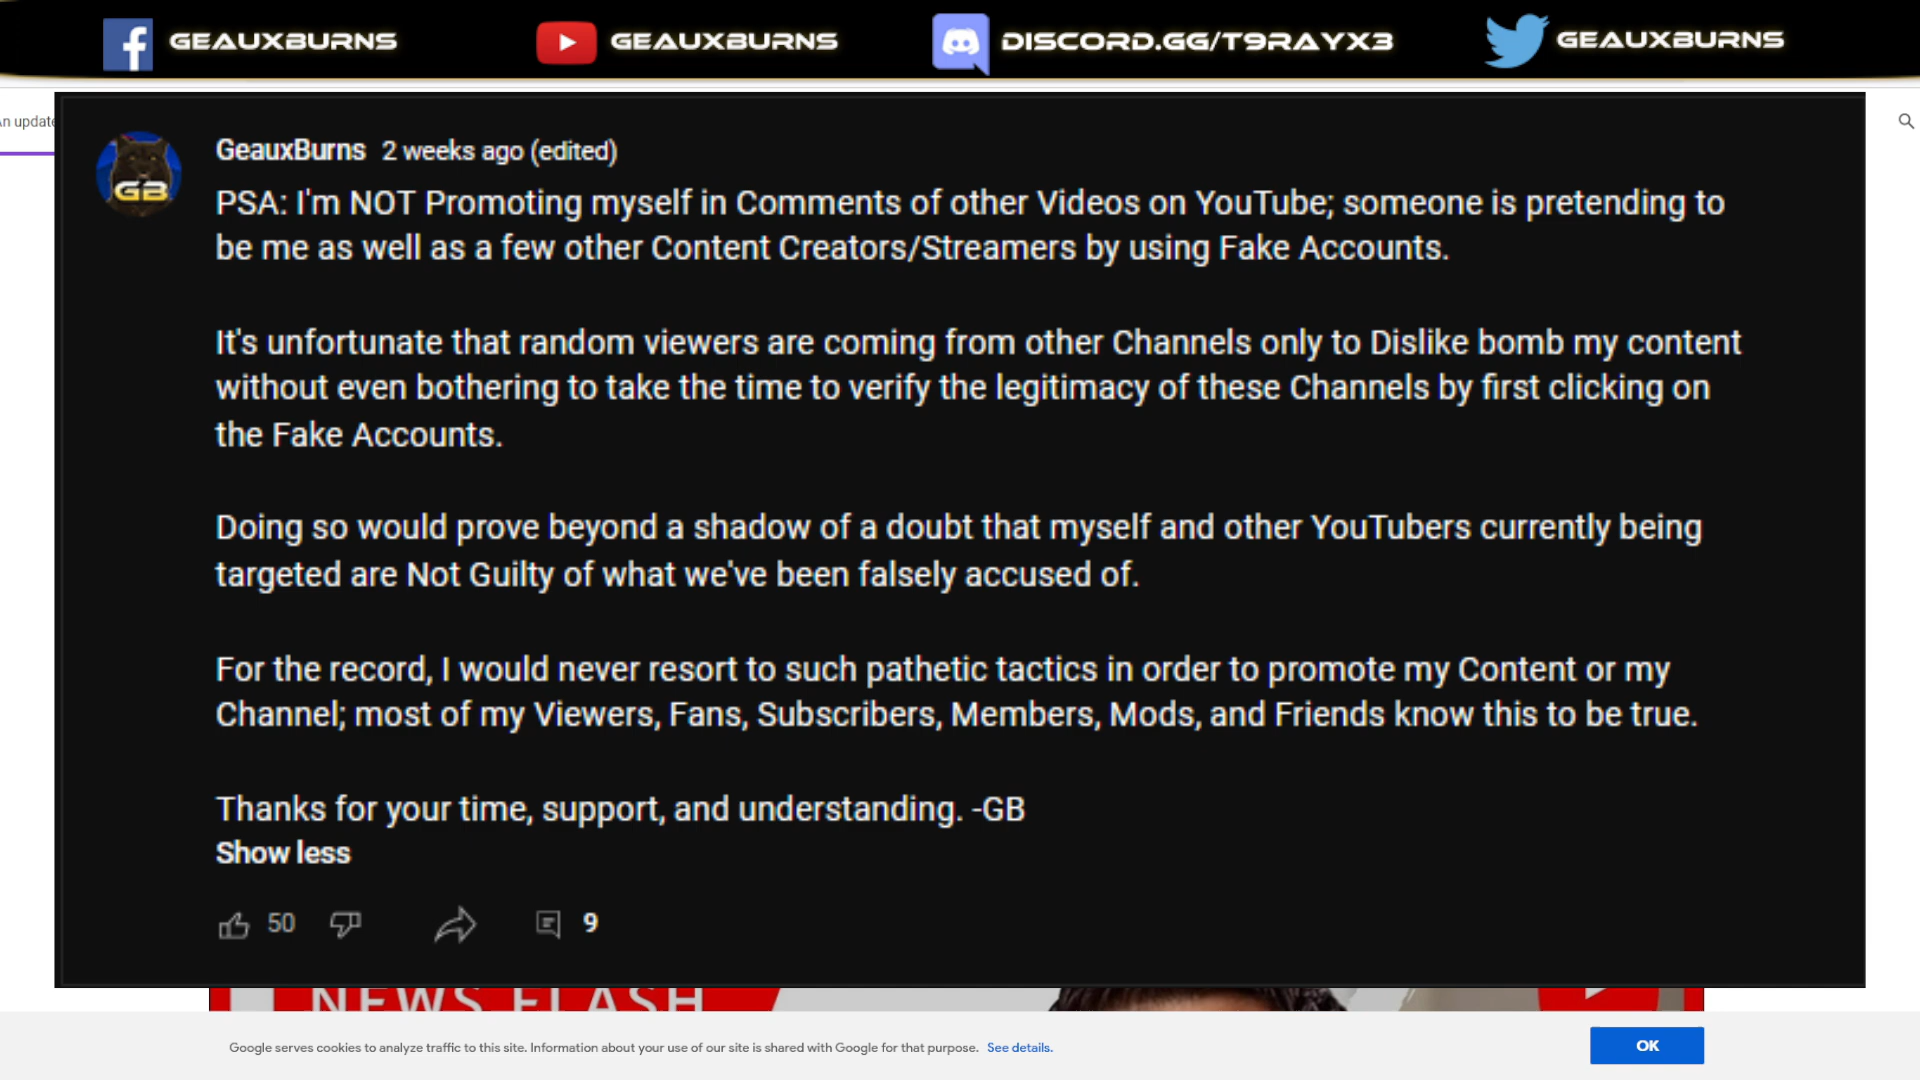 GEAUXBURNS
GEAUXBURNS
DISCORD.GG/T9RAYX3
GEAUXBURNS
An update
GeauxBurns 2 weeks ago (edited)
PSA: I'm NOT Promoting myself in Comments of other Videos on YouTube; someone is pretending to
be me as well as a few other Content Creators/Streamers by using Fake Accounts.
It's unfortunate that random viewers are coming from other Channels only to Dislike bomb my content
without even bothering to take the time to verify the legitimacy of these Channels by first clicking on
the Fake Accounts.
Doing so would prove beyond a shadow of a doubt that myself and other YouTubers currently being
targeted are Not Guilty of what we've been falsely accused of.
For the record, I would never resort to such pathetic tactics in order to promote my Content or my
Channel; most of my Viewers, Fans, Subscribers, Members, Mods, and Friends know this to be true.
Thanks for your time, support, and understanding. -GB
Show less
50 9
GB
NEWS FLASH
Google serves cookies to analyze traffic to this site. Information about your use of our site is shared with Google for that purpose. See details.
OK